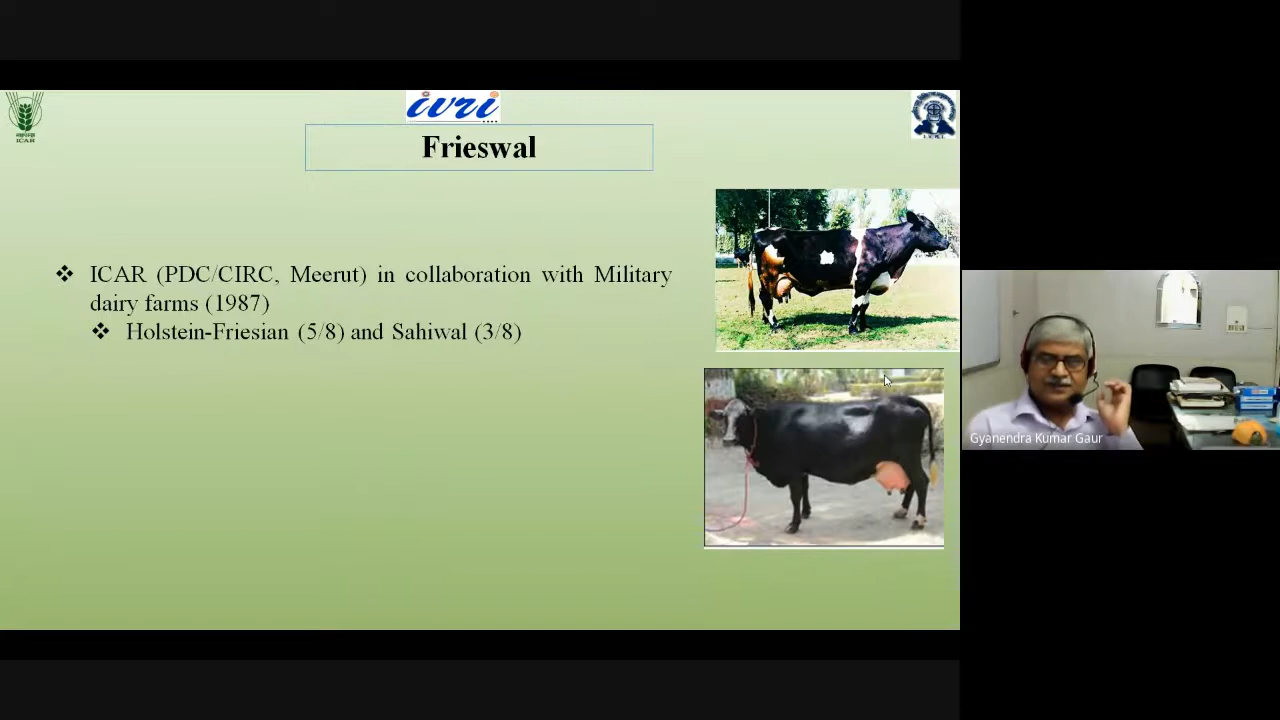 ivri
Frieswal
ICAR
❖ ICAR (PDC/CIRC, Meerut) in collaboration with Military
dairy farms (1987)
❖ Holstein-Friesian (5/8) and Sahiwal (3/8)
Gyanendra Kumar Gaur